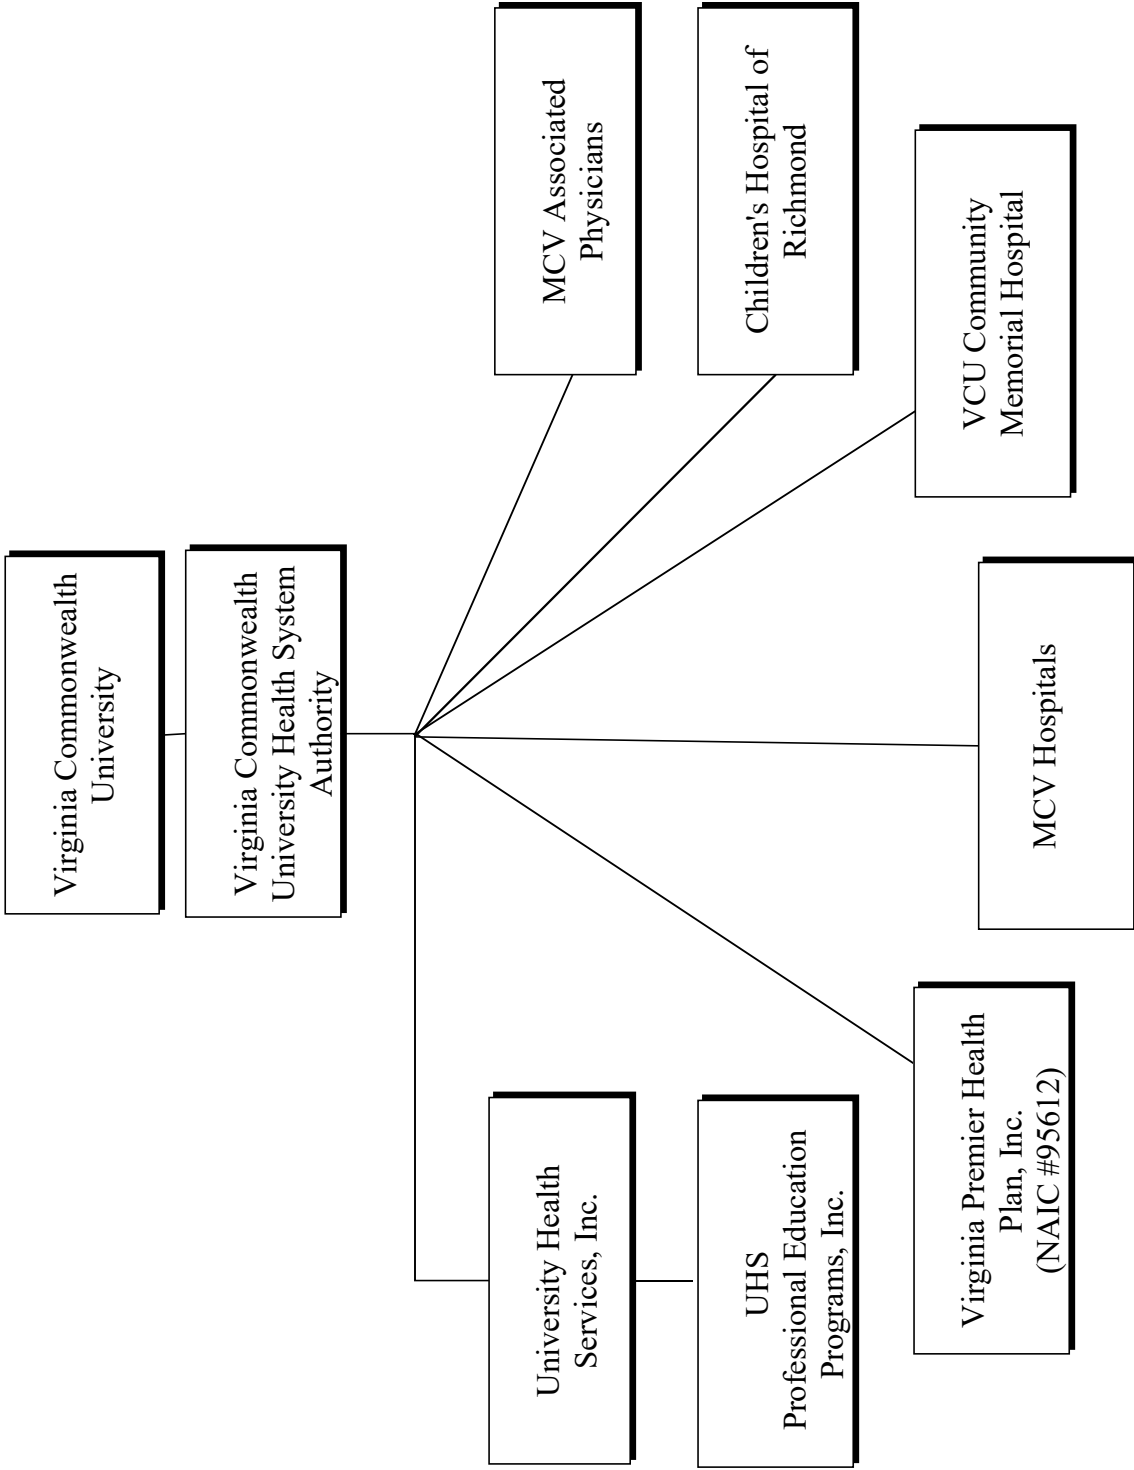 Virginia Commonwealth
University
Virginia Commonwealth
University Health System
Authority
University Health
Services, Inc.
MCV Associated
Physicians
UHS
Professional Education
Programs, Inc.
Children's Hospital of
Richmond
Virginia Premier Health
Plan, Inc.
(NAIC #95612)
MCV Hospitals
VCU Community
Memorial Hospital